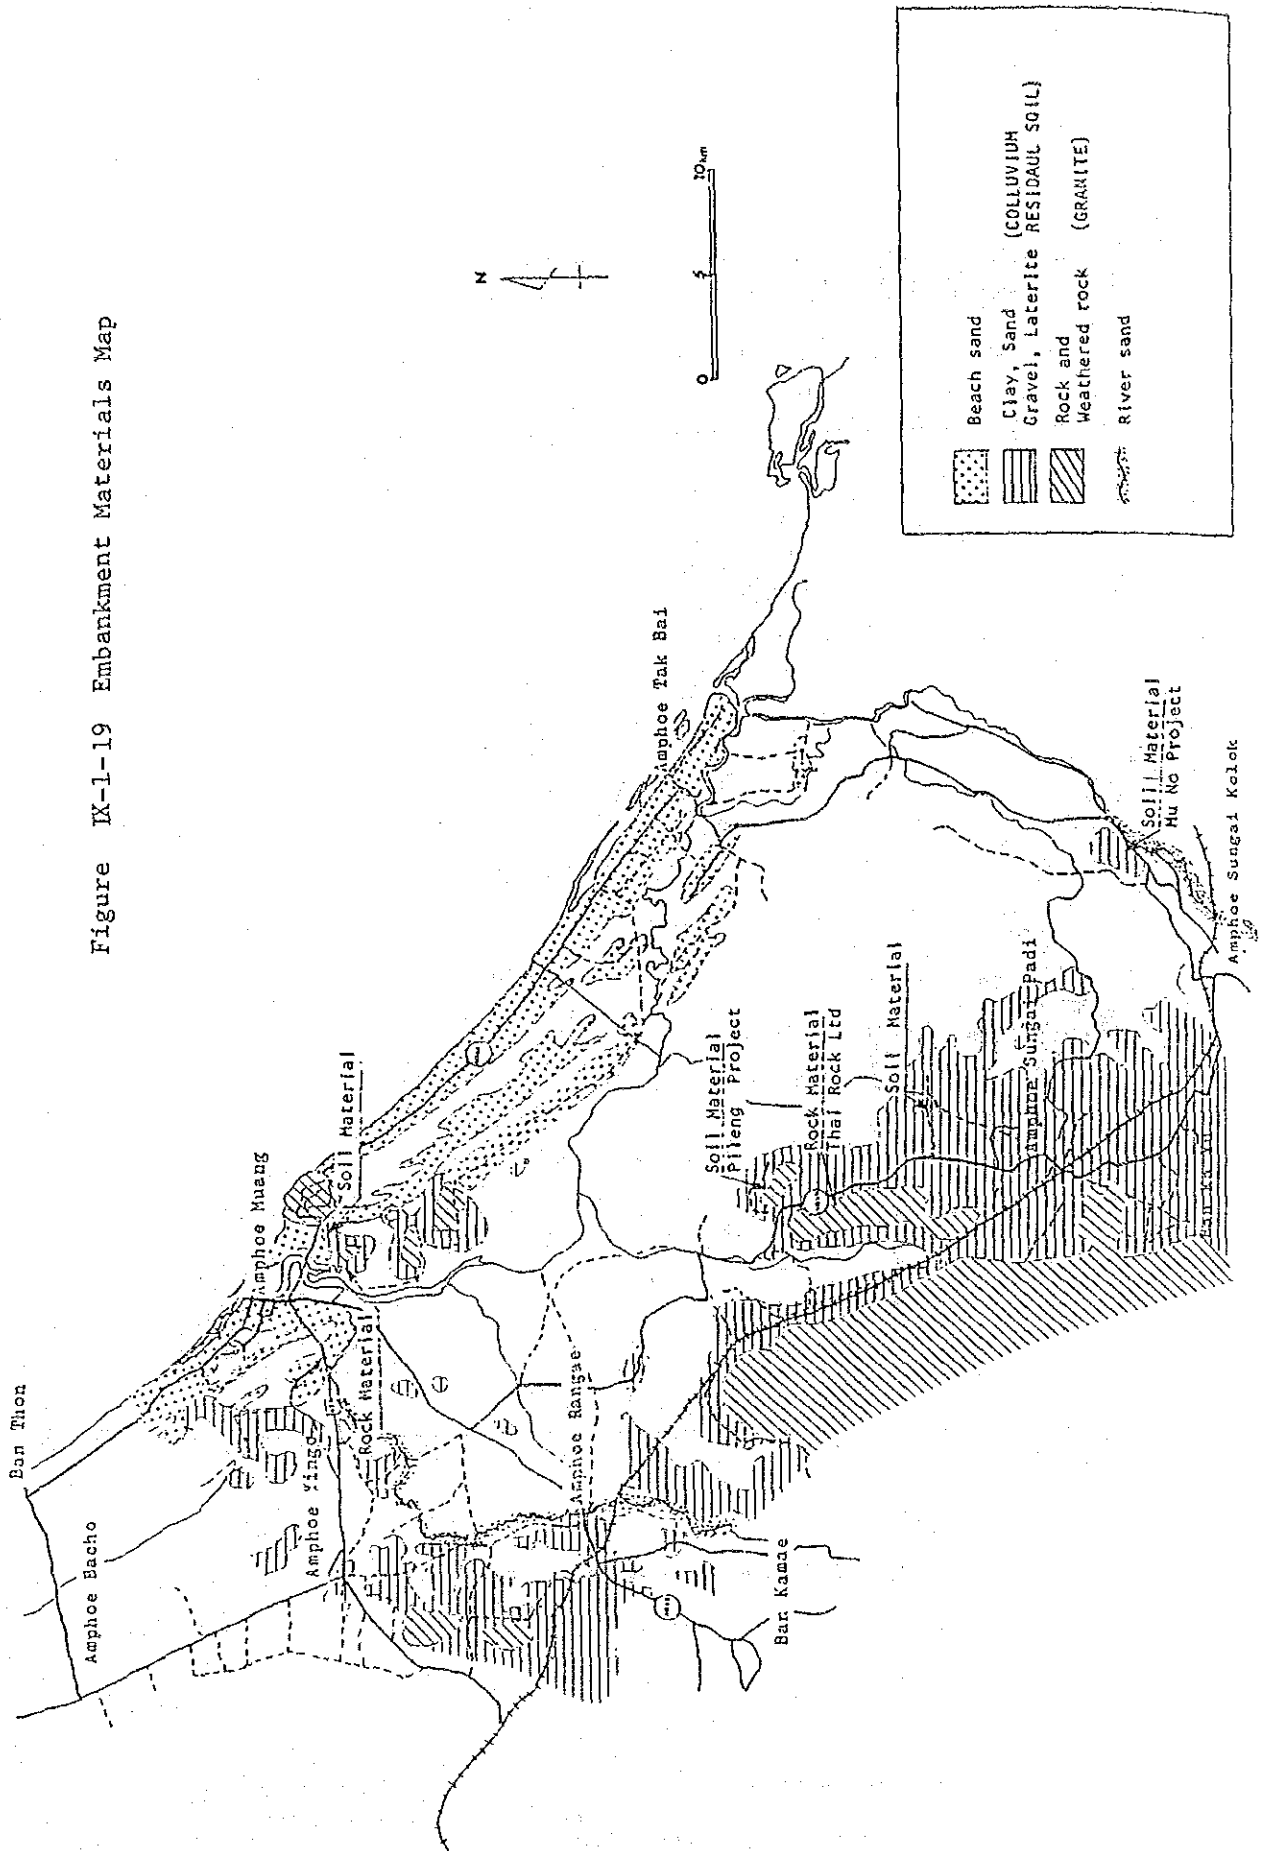 Figure IX-1-19 Embankment Materials Map
Ban Thon
Amphoe Bacho
Amphoe Muang
Soil Material
Amphoe Yingo
Rock Material
Amphoe Tak Bai
N
0 5 10km
Amphoe Rangae
Ban Kamae
Soil Material
Pileng Project
Rock Material
Thai Rock Ltd
Soil Material
Amphoe Sungai Padi
Soil Material
Mu No Project
Amphoe Sungai Kolok
Beach sand
Clay, Sand (COLLUVIUM
Gravel, Laterite RESIDAUL SOIL)
Rock and
Weathered rock (GRANITE)
River sand